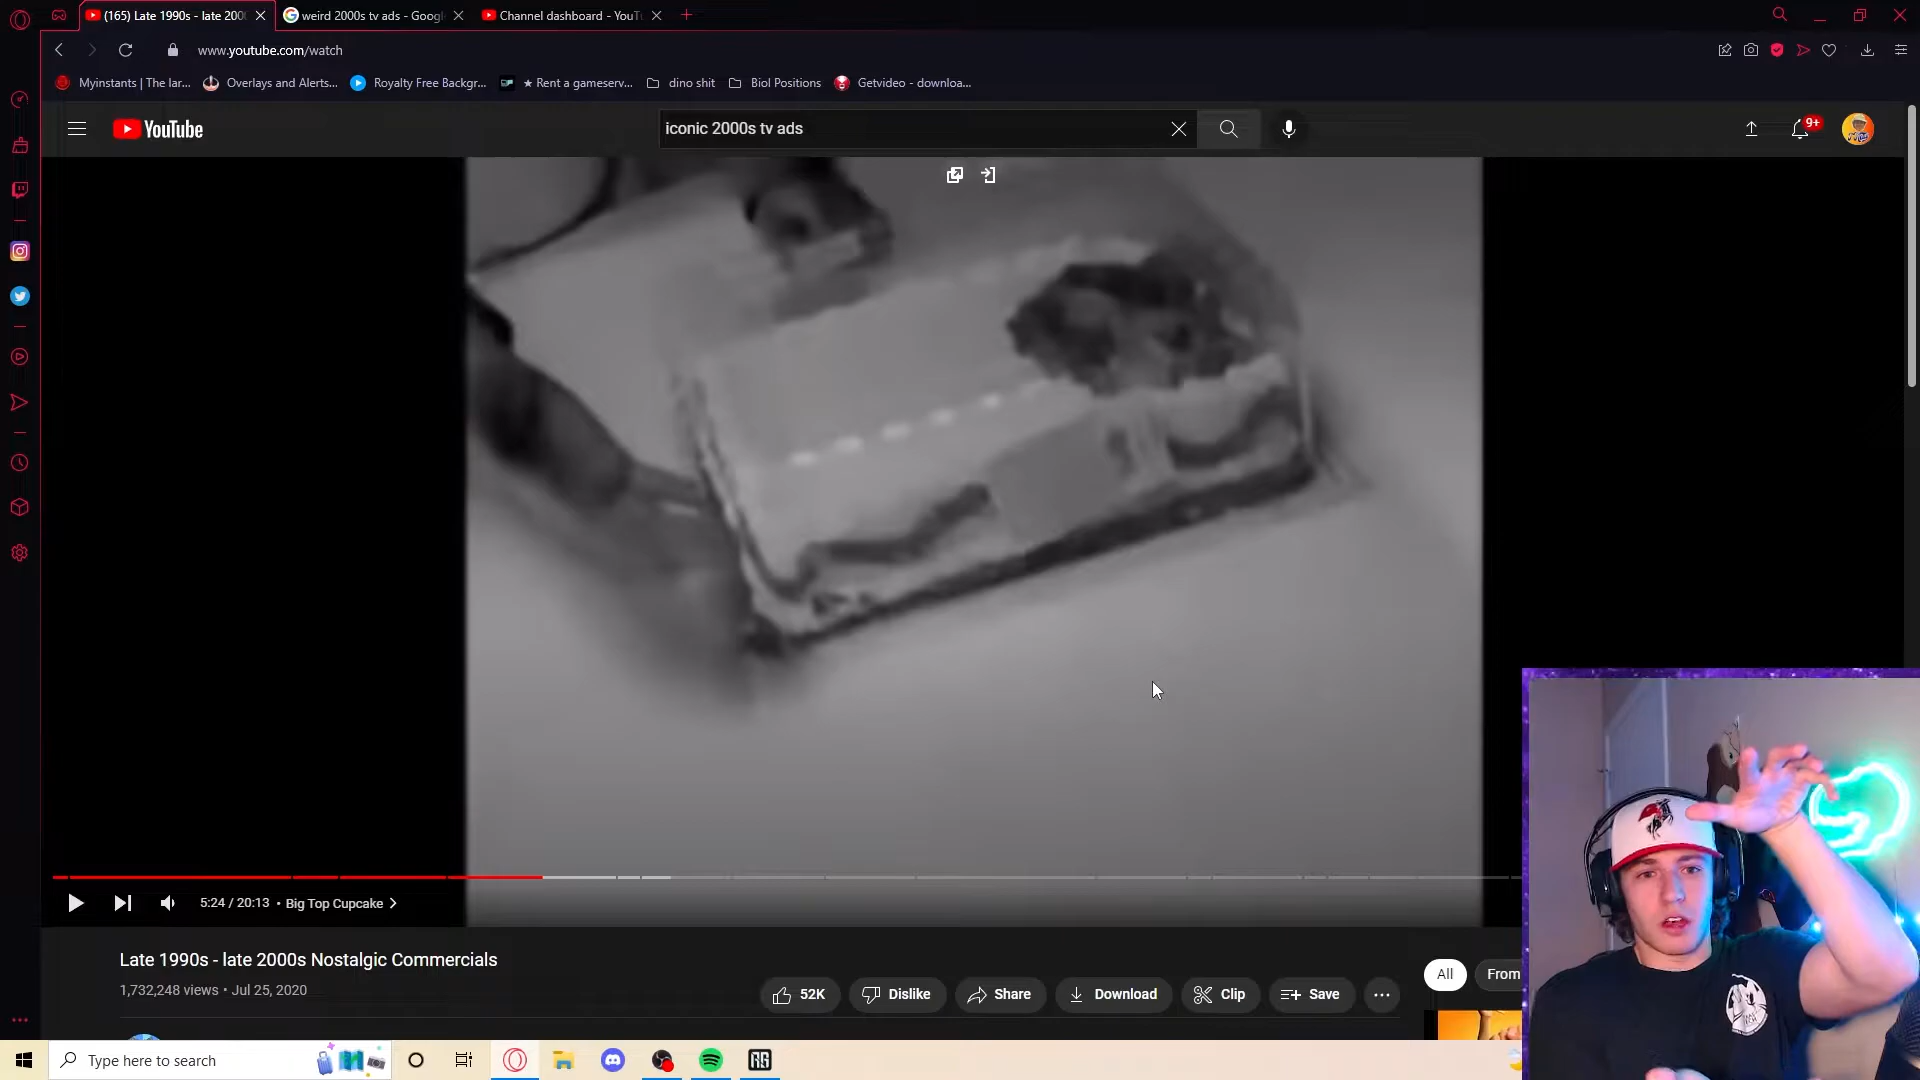 (165) Late 1990s - late 200
weird 2000s tv ads - Googl
Channel dashboard - YouTu
www.youtube.com/watch
Myinstants | The lar...
Overlays and Alerts...
Royalty Free Backgr...
★ Rent a gameserv...
dino shit
Biol Positions
Getvideo - downloa...
YouTube
iconic 2000s tv ads
9+
5:24 / 20:13 • Big Top Cupcake
Late 1990s - late 2000s Nostalgic Commercials
1,732,248 views • Jul 25, 2020
52K
Dislike
Share
Download
Clip
Save
All
From
Type here to search